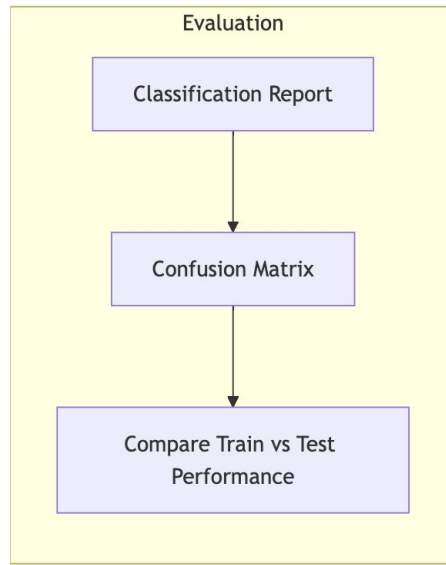 Evaluation
Classification Report
Confusion Matrix
Compare Train vs Test
Performance